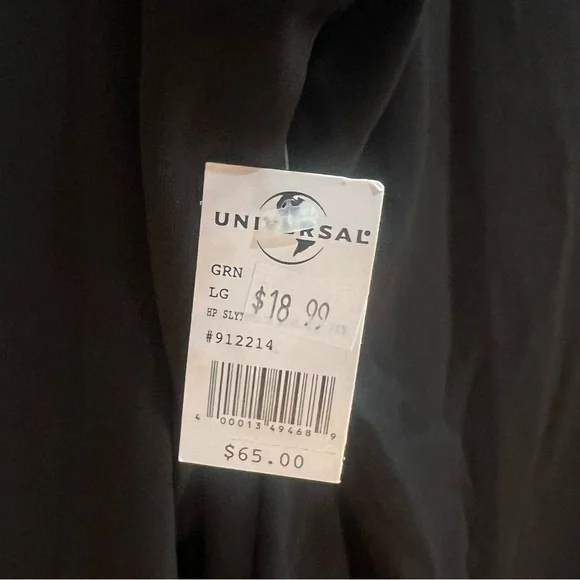 UNIVERSAL
GRN
LG
$18 99
HP SLYT
#912214
4 00013 49468 9
$65.00